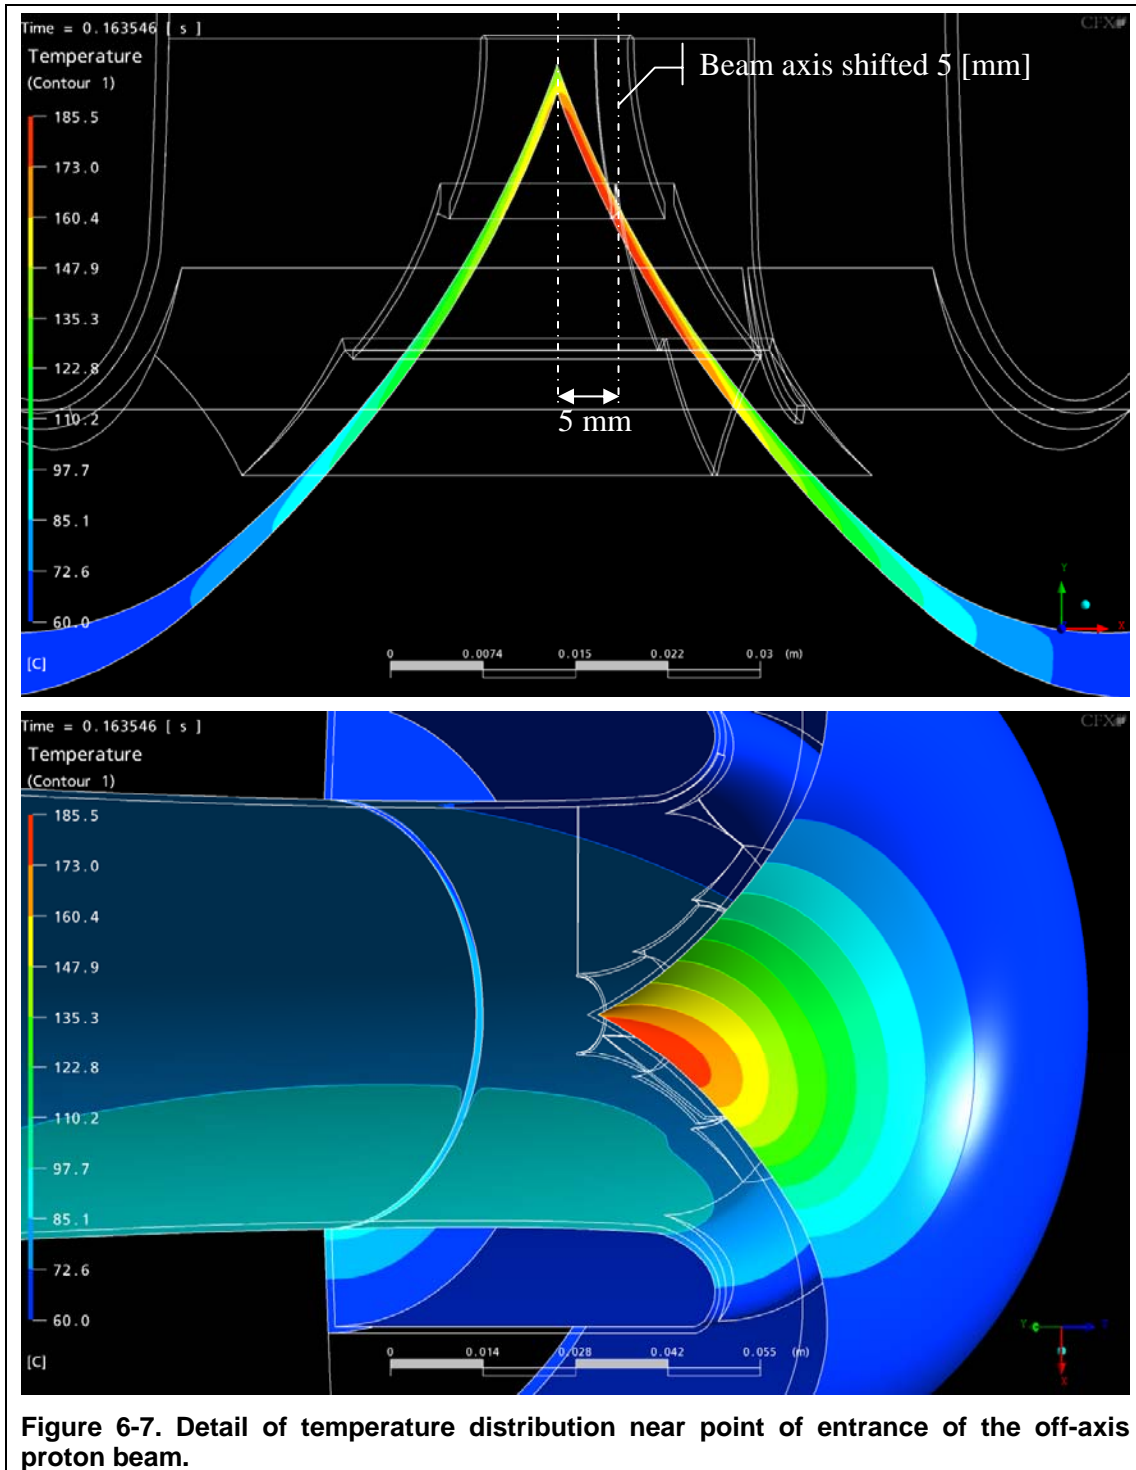 Time = 0.163546 [ s ]
CFX
Temperature
(Contour 1)
Beam axis shifted 5 [mm]
185.5
173.0
160.4
147.9
135.3
122.8
110.2
97.7
85.1
72.6
60.0
[C]
5 mm
Y
X
0 0.0074 0.015 0.022 0.03 (m)
Time = 0.163546 [ s ]
CFX
Temperature
(Contour 1)
185.5
173.0
160.4
147.9
135.3
122.8
110.2
97.7
85.1
72.6
60.0
[C]
0 0.014 0.028 0.042 0.055 (m)
Y
X
Figure 6-7. Detail of temperature distribution near point of entrance of the off-axis
proton beam.